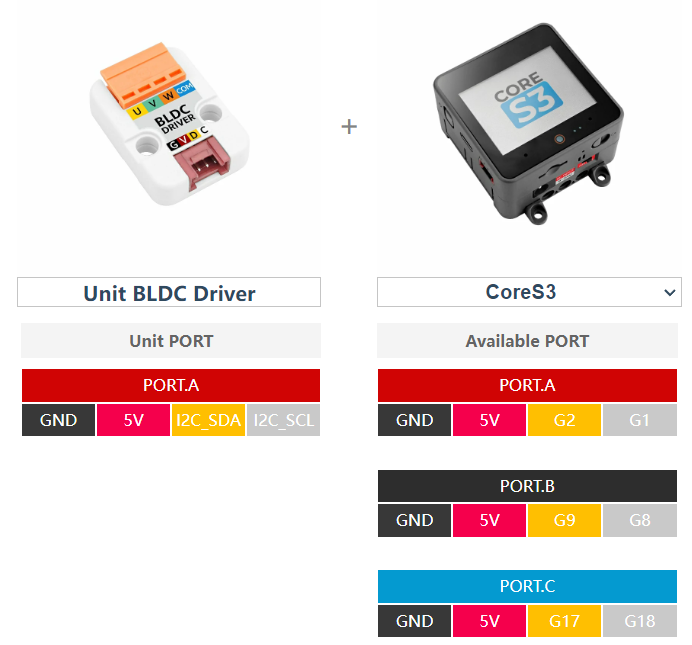 U V W COM
BLDC
DRIVER
G V D C
+
CORE
S3
Unit BLDC Driver
CoreS3
Unit PORT
Available PORT
PORT.A
PORT.A
GND 5V I2C_SDA I2C_SCL
GND 5V G2 G1
PORT.B
GND 5V G9 G8
PORT.C
GND 5V G17 G18